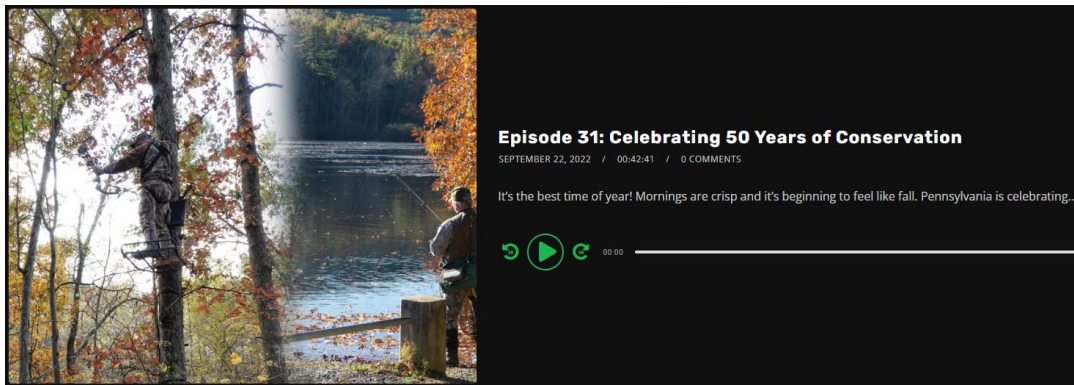 Episode 31: Celebrating 50 Years of Conservation
SEPTEMBER 22, 2022 / 00:42:41 / 0 COMMENTS
It's the best time of year! Mornings are crisp and it's beginning to feel like fall. Pennsylvania is celebrating...
00:00